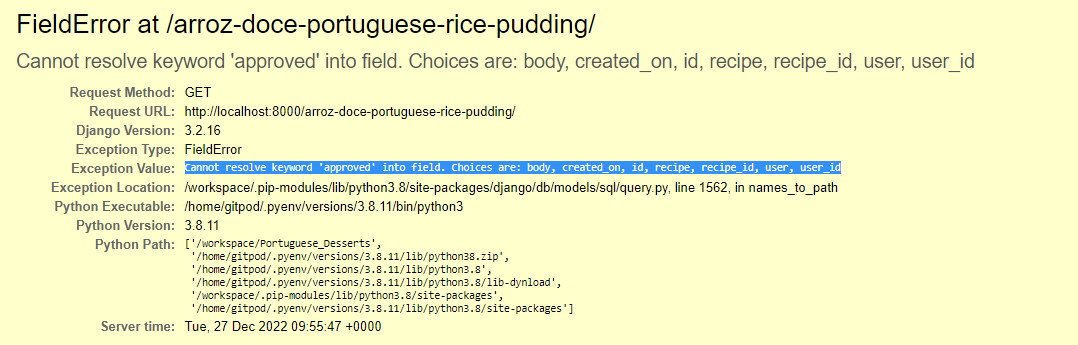 FieldError at /arroz-doce-portuguese-rice-pudding/
Cannot resolve keyword 'approved' into field. Choices are: body, created_on, id, recipe, recipe_id, user, user_id
Request Method: GET
Request URL: http://localhost:8000/arroz-doce-portuguese-rice-pudding/
Django Version: 3.2.16
Exception Type: FieldError
Exception Value: Cannot resolve keyword 'approved' into field. Choices are: body, created_on, id, recipe, recipe_id, user, user_id
Exception Location: /workspace/.pip-modules/lib/python3.8/site-packages/django/db/models/sql/query.py, line 1562, in names_to_path
Python Executable: /home/gitpod/.pyenv/versions/3.8.11/bin/python3
Python Version: 3.8.11
Python Path: ['/workspace/Portuguese_Desserts',
'/home/gitpod/.pyenv/versions/3.8.11/lib/python38.zip',
'/home/gitpod/.pyenv/versions/3.8.11/lib/python3.8',
'/home/gitpod/.pyenv/versions/3.8.11/lib/python3.8/lib-dynload',
'/workspace/.pip-modules/lib/python3.8/site-packages',
'/home/gitpod/.pyenv/versions/3.8.11/lib/python3.8/site-packages']
Server time: Tue, 27 Dec 2022 09:55:47 +0000